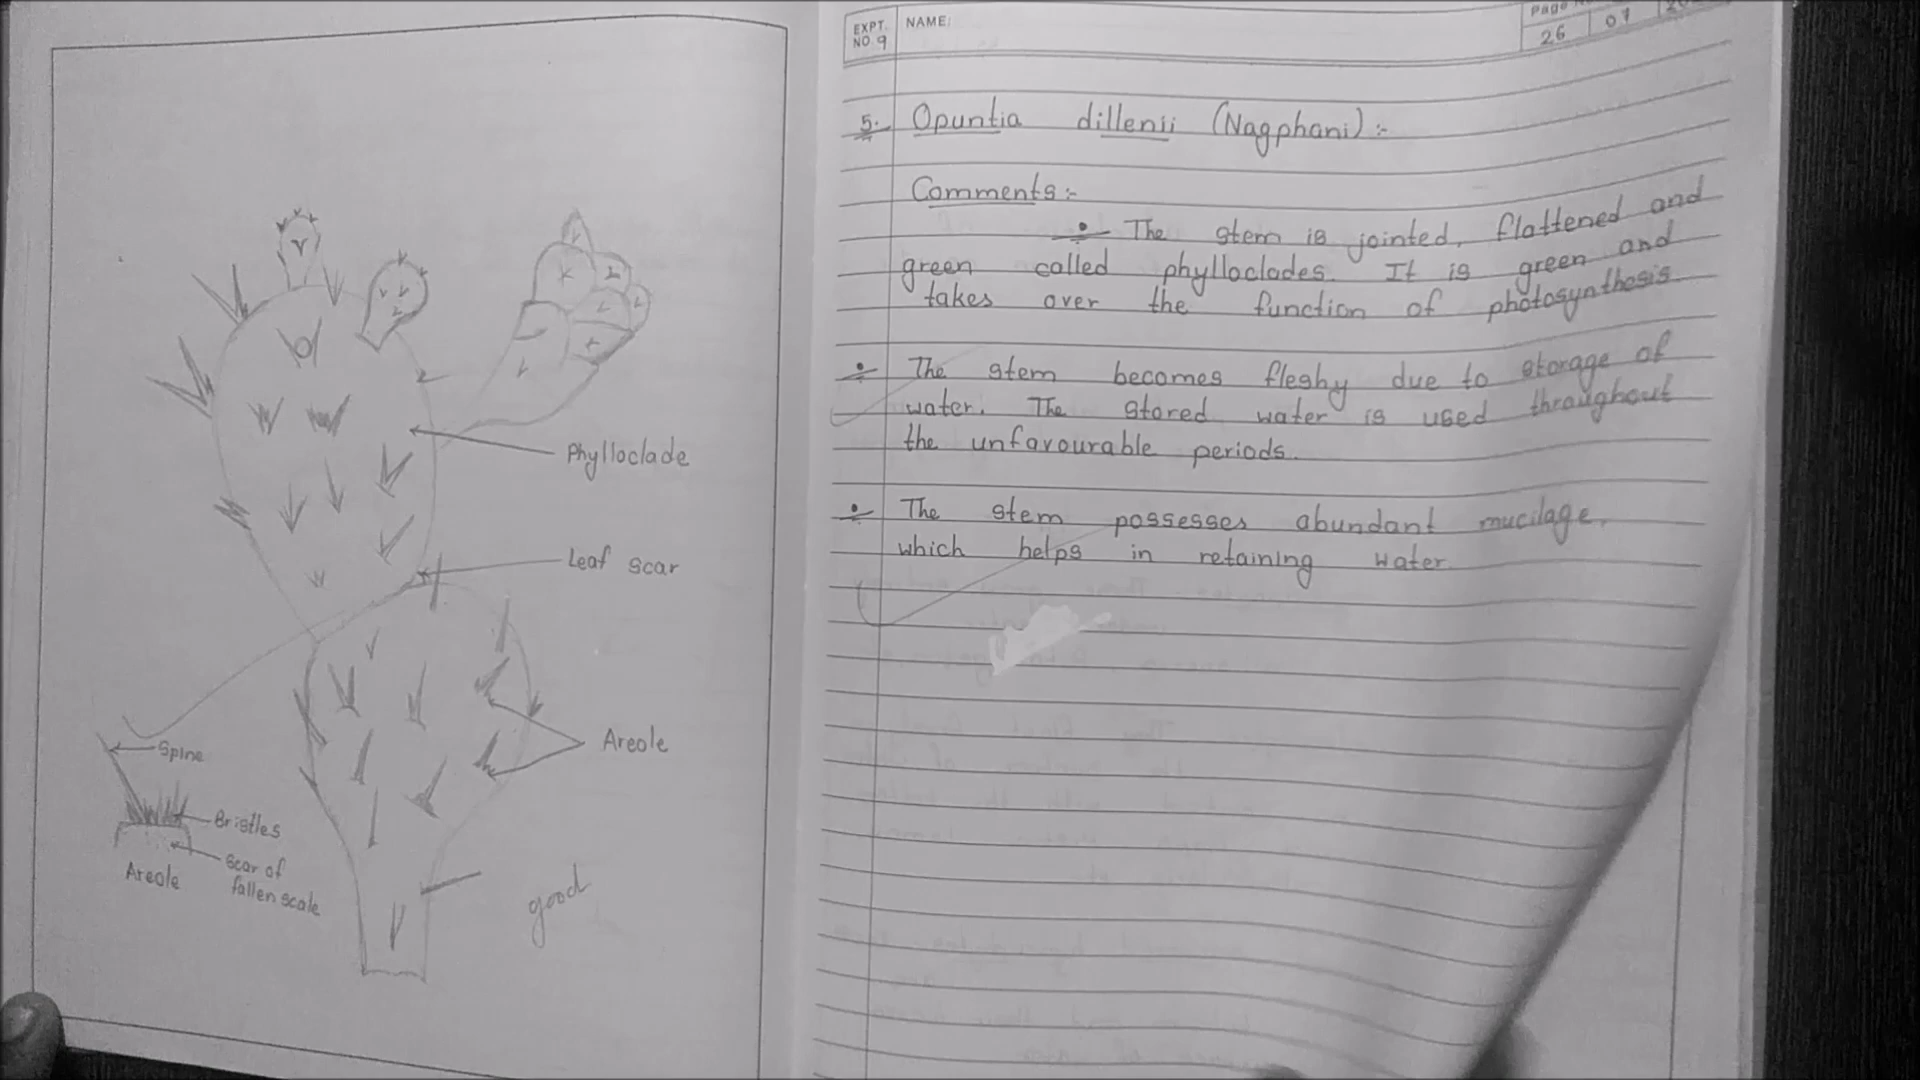 Phylloclade
Leaf scar
Areole
Spine
Bristles
Scar of
fallen scale
Areole
good
EXPT.
NO. 9
NAME:
Page
26
07
5. Opuntia dillenii (Nagphani) :-
Comments :-
The stem is jointed, flattened and
green called phylloclades. It is green and
takes over the function of photosynthesis
The stem becomes fleshy due to storage of
water. The stored water is used throughout
the unfavourable periods.
The stem possesses abundant mucilage,
which helps in retaining water